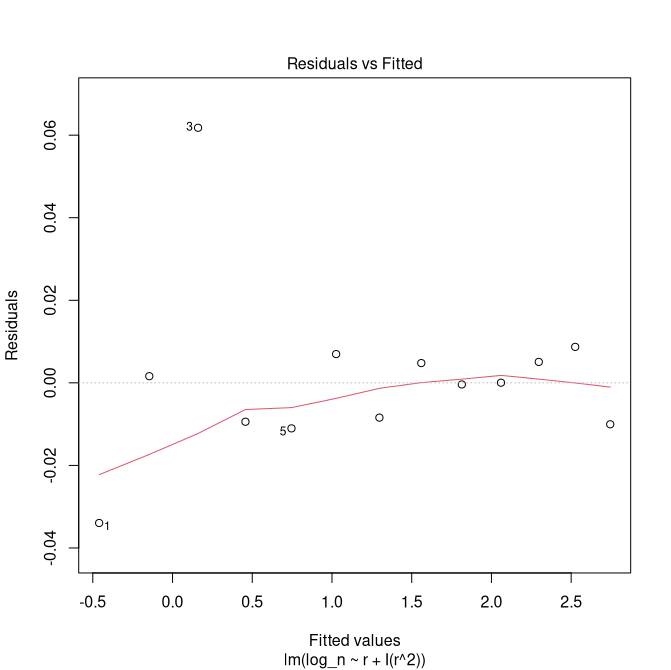 Residuals vs Fitted
Residuals
0.06
0.04
0.02
0.00
-0.02
-0.04
3
5
1
-0.5 0.0 0.5 1.0 1.5 2.0 2.5
Fitted values
lm(log_n ~ r + I(r^2))